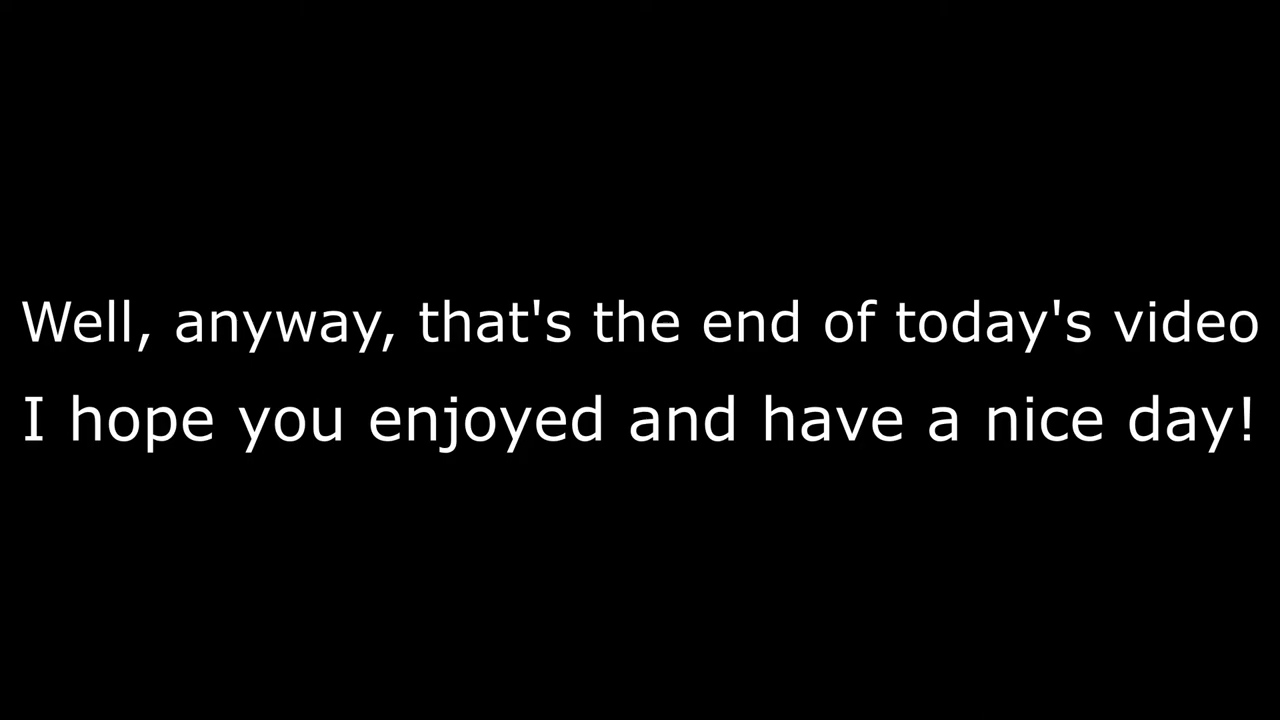 Well, anyway, that's the end of today's video
I hope you enjoyed and have a nice day!